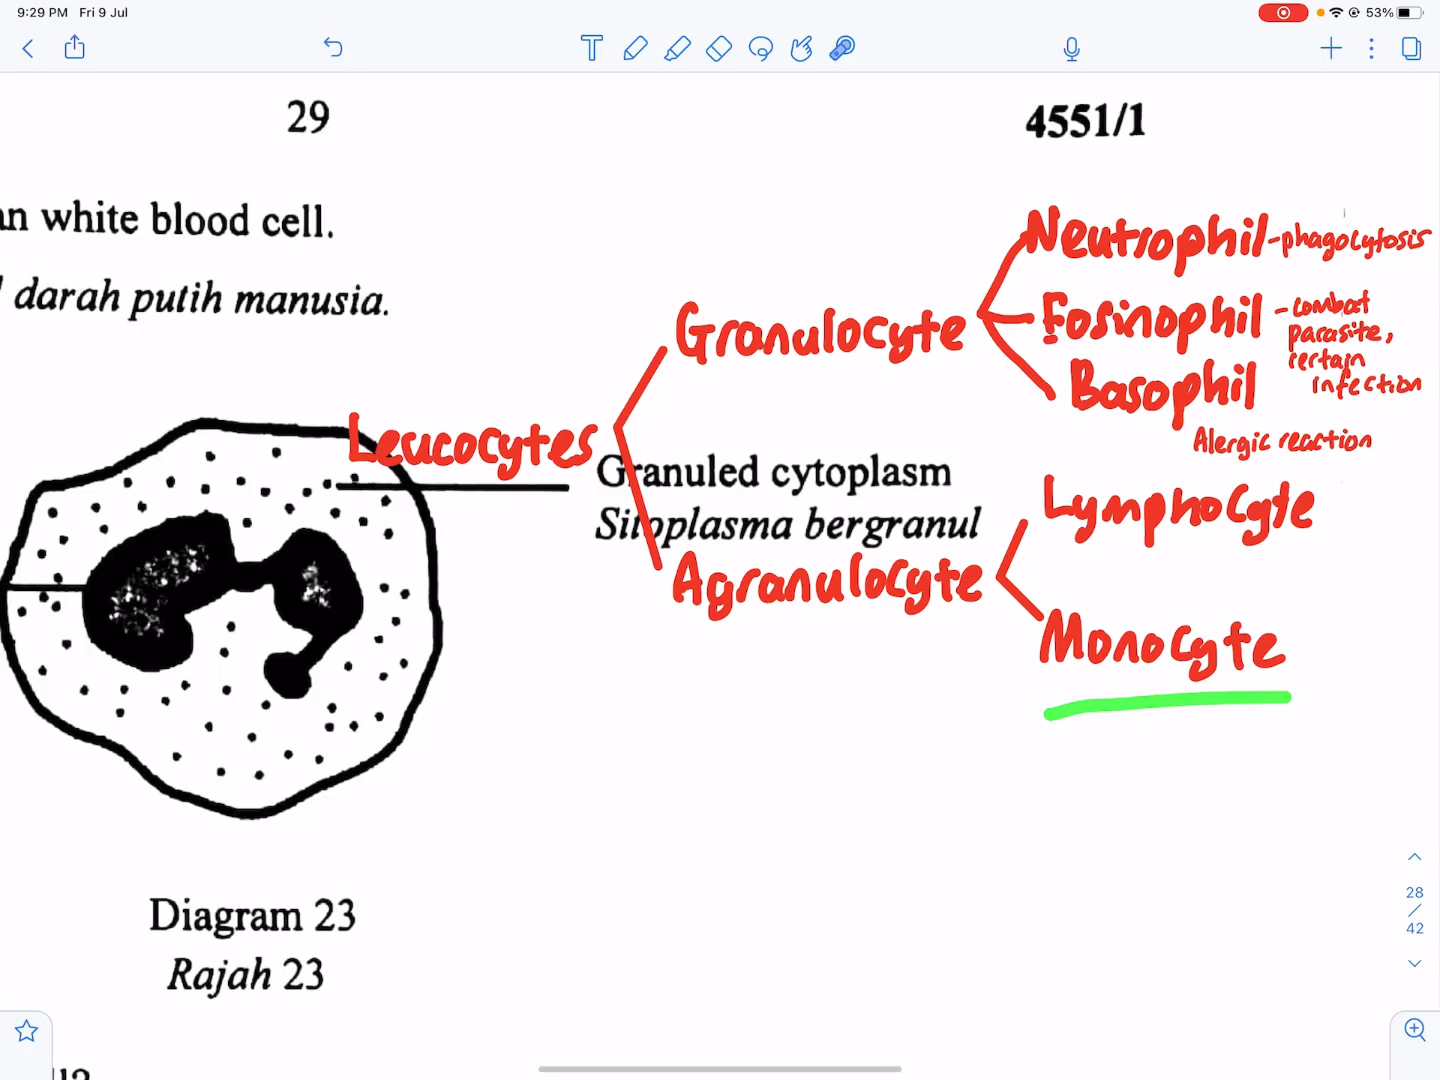 9:29 PM Fri 9 Jul
53%
29
4551/1
an white blood cell.
darah putih manusia.
Neutrophil - phagocytosis
Granulocyte
Eosinophil - combat
parasite,
certain
infection
Basophil
Alergic reaction
Leucocytes
Granuled cytoplasm
Sitoplasma bergranul
Lymphocyte
Agranulocyte
Monocyte
28
/
42
Diagram 23
Rajah 23